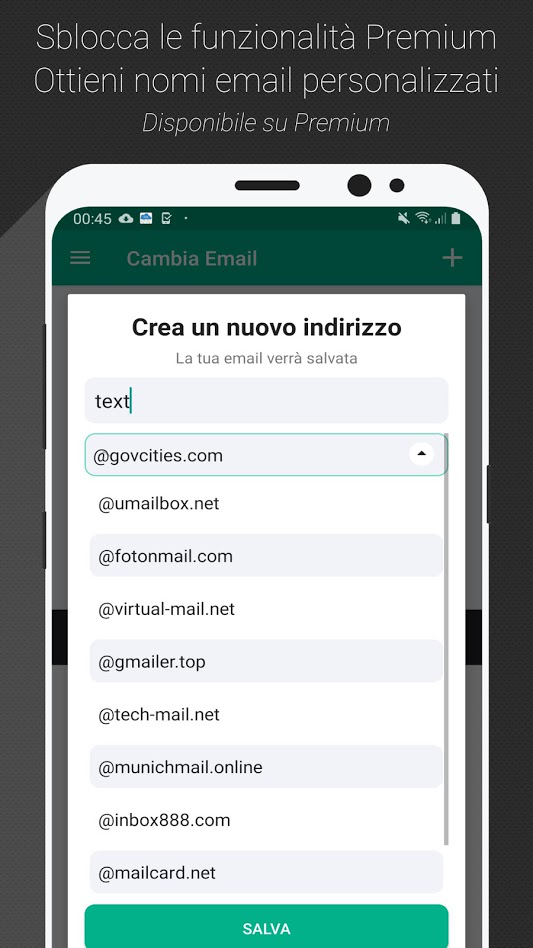 Sblocca le funzionalità Premium
Ottieni nomi email personalizzati
Disponibile su Premium
00:45
Cambia Email
Crea un nuovo indirizzo
La tua email verrà salvata
text
@govcities.com
@umailbox.net
@fotonmail.com
@virtual-mail.net
@gmailer.top
@tech-mail.net
@munichmail.online
@inbox888.com
@mailcard.net
SALVA